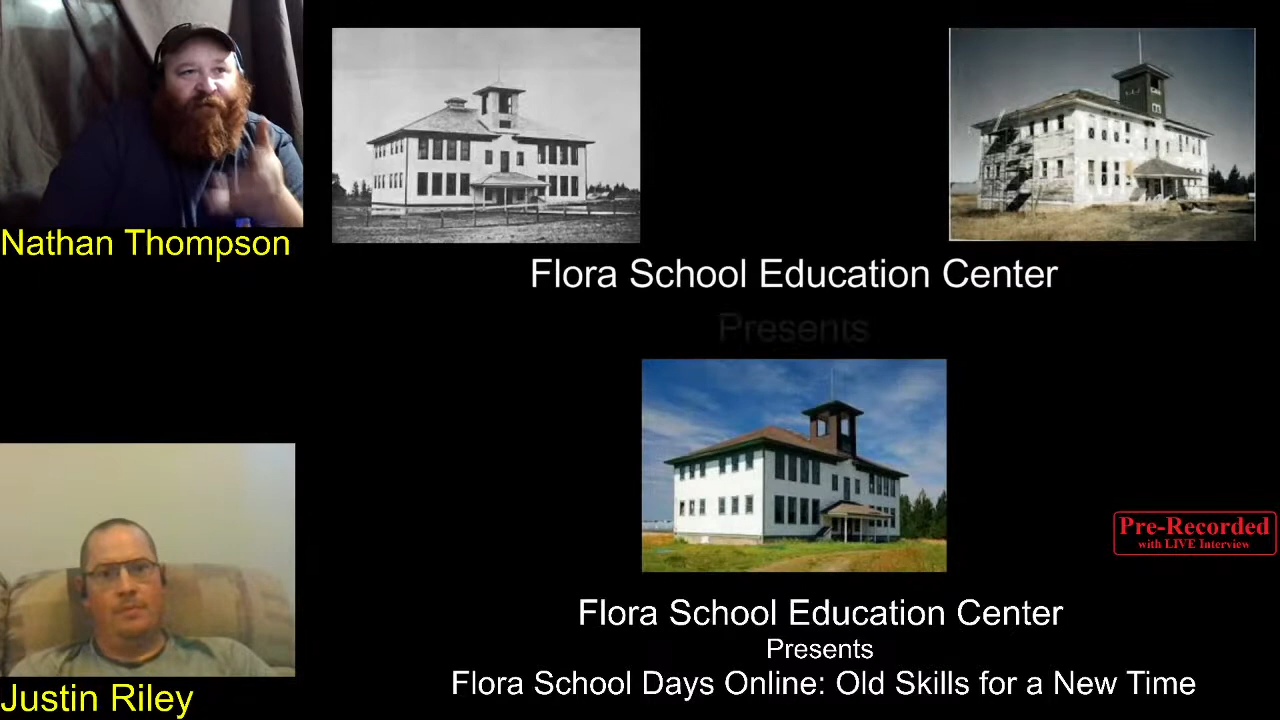 Nathan Thompson
Flora School Education Center
Presents
Pre-Recorded
with LIVE Interview
Flora School Education Center
Presents
Flora School Days Online: Old Skills for a New Time
Justin Riley